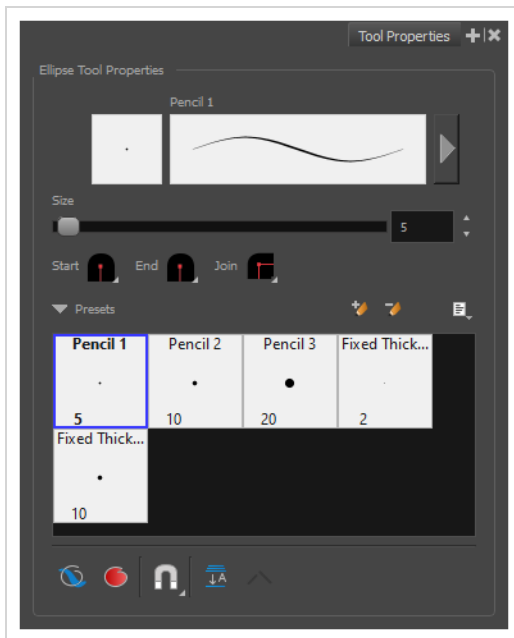 Tool Properties
Ellipse Tool Properties
Pencil 1
Size
5
Start End Join
Presets
Pencil 1 Pencil 2 Pencil 3 Fixed Thick...
5 10 20 2
Fixed Thick...
10
A